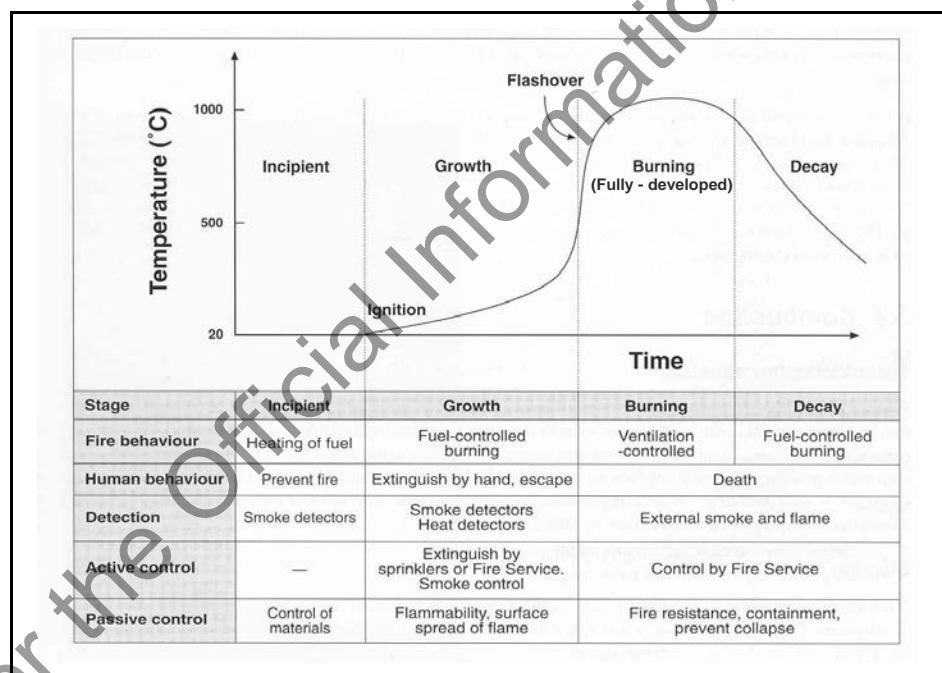 Flashover
1000
Temperature (°C)
Incipient
Growth
Burning
(Fully - developed)
Decay
500
Ignition
20
Time
Stage Incipient Growth Burning Decay
Fire behaviour Heating of fuel Fuel-controlled burning Ventilation -controlled Fuel-controlled burning
Human behaviour Prevent fire Extinguish by hand, escape Death
Detection Smoke detectors Smoke detectors Heat detectors External smoke and flame
Active control — Extinguish by sprinklers or Fire Service. Smoke control Control by Fire Service
Passive control Control of materials Flammability, surface spread of flame Fire resistance, containment, prevent collapse
or the Official Information